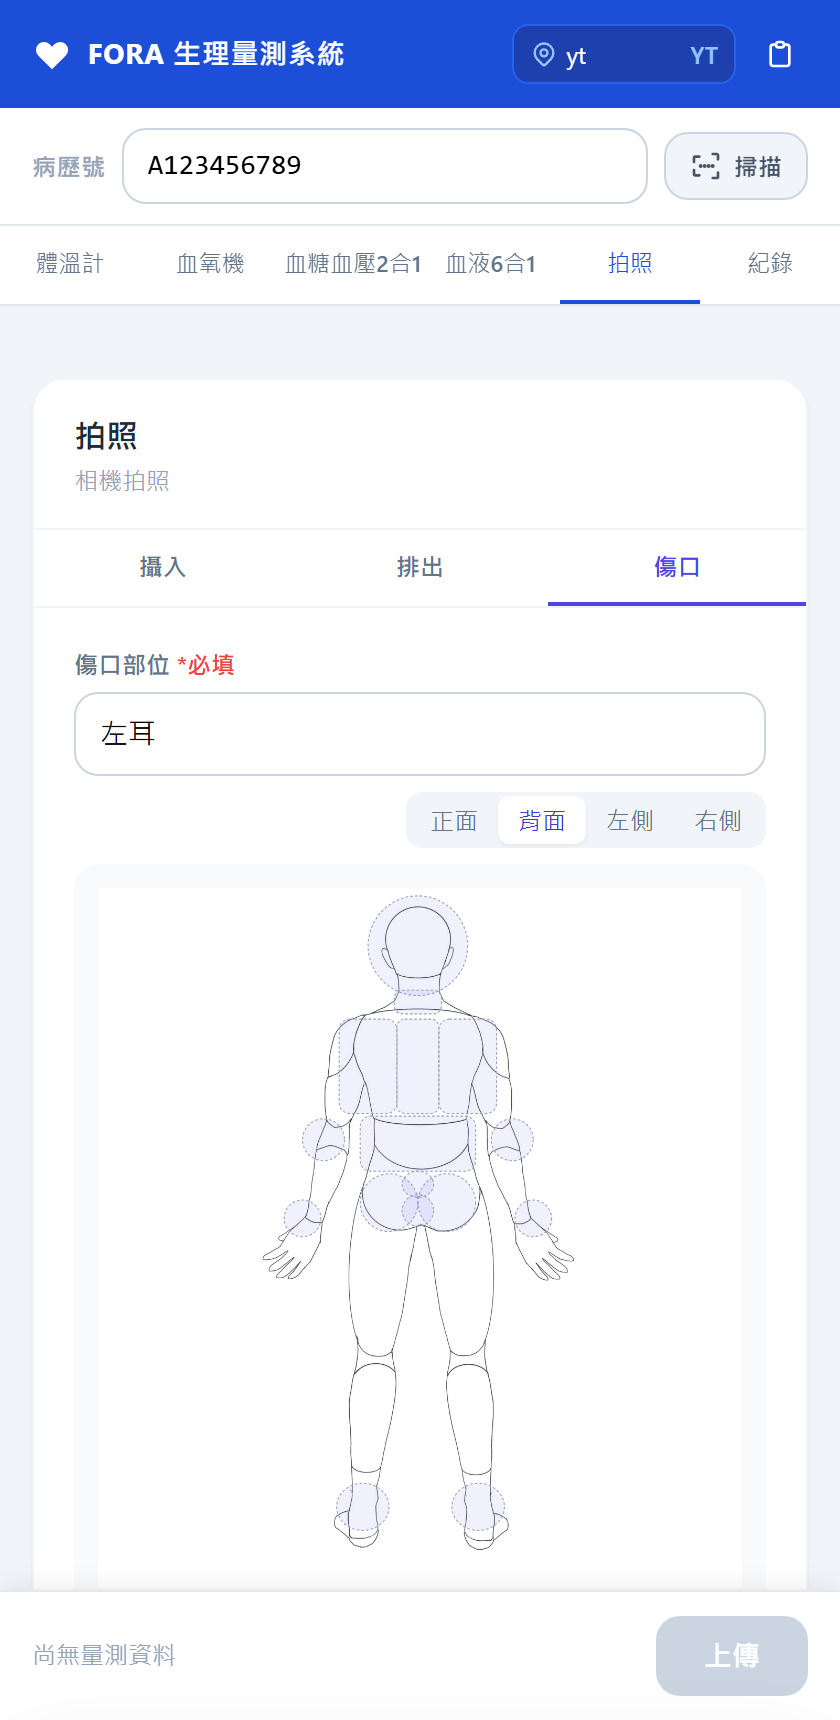 FORA 生理量測系統
yt YT
病歷號 A123456789 掃描
體溫計 血氧機 血糖血壓2合1 血液6合1 拍照 紀錄
拍照
相機拍照
攝入 排出 傷口
傷口部位 *必填
左耳
正面 背面 左側 右側
尚無量測資料 上傳